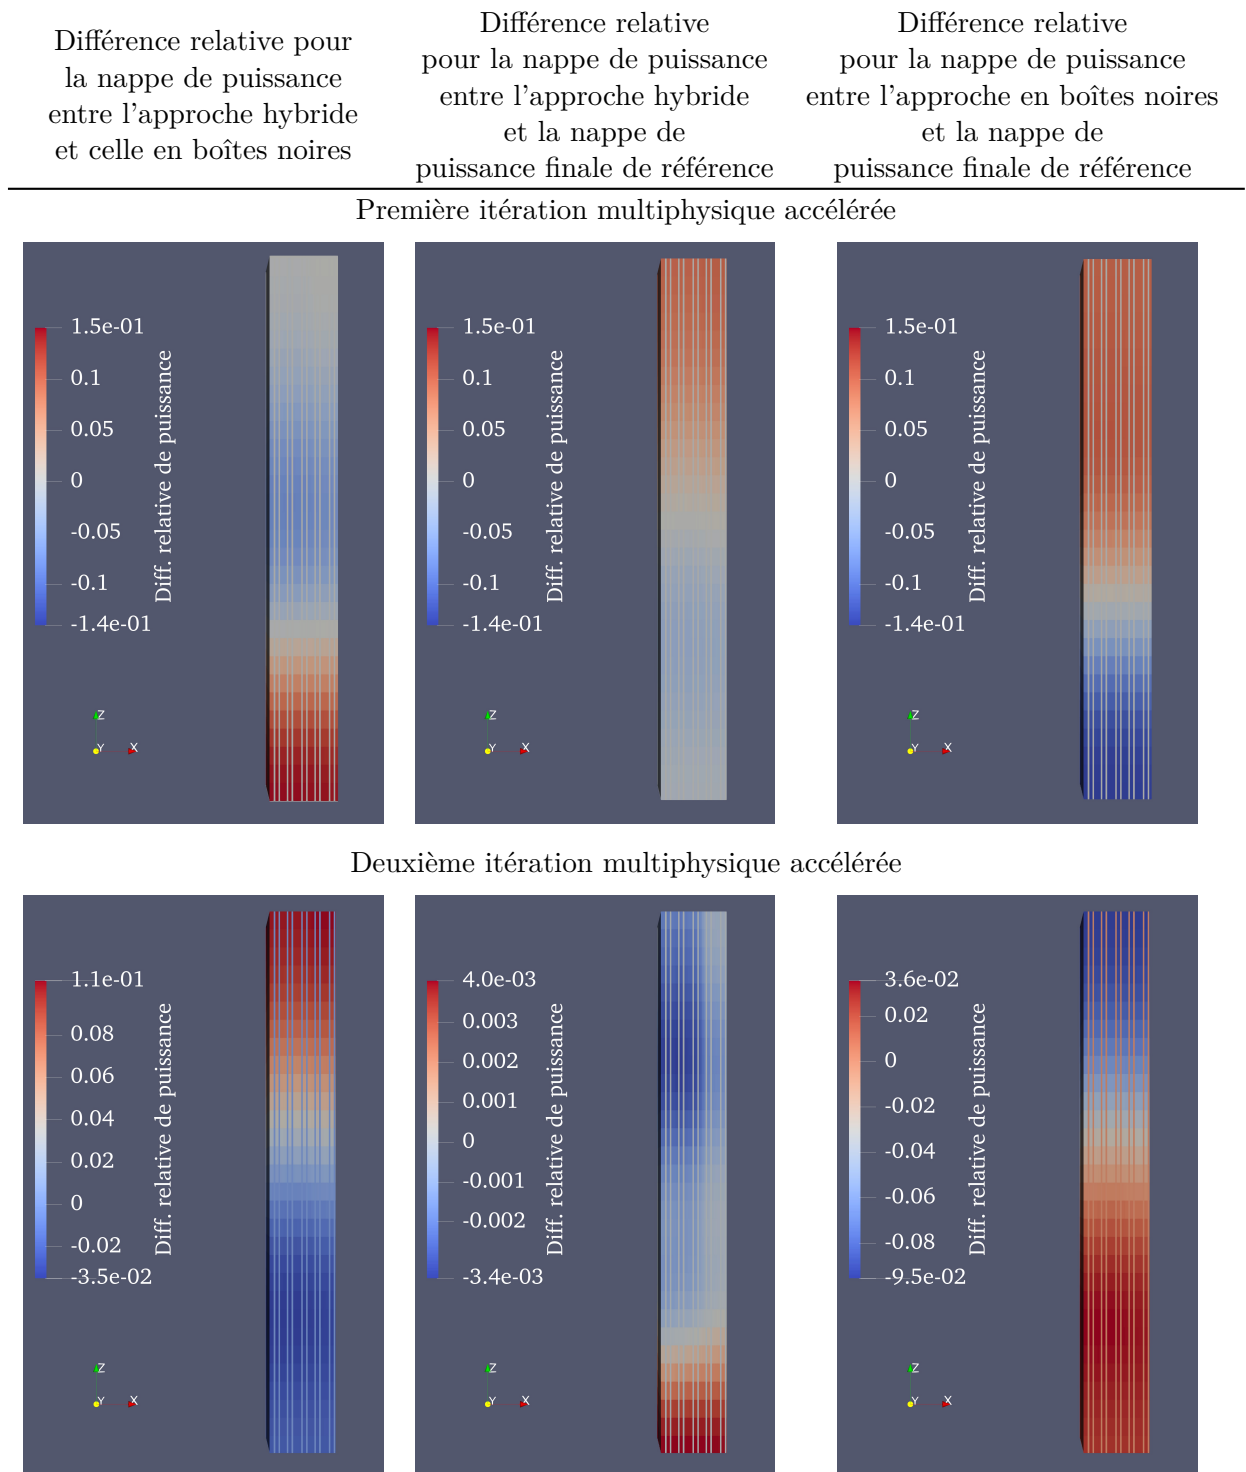 Différence relative pour
la nappe de puissance
entre l'approche hybride
et celle en boîtes noires
Différence relative
pour la nappe de puissance
entre l'approche hybride
et la nappe de
puissance finale de référence
Différence relative
pour la nappe de puissance
entre l'approche en boîtes noires
et la nappe de
puissance finale de référence
Première itération multiphysique accélérée
1.5e-01
0.1
0.05
0
-0.05
-0.1
-1.4e-01
Diff. relative de puissance
Z
Y X
1.5e-01
0.1
0.05
0
-0.05
-0.1
-1.4e-01
Diff. relative de puissance
Z
Y X
1.5e-01
0.1
0.05
0
-0.05
-0.1
-1.4e-01
Diff. relative de puissance
Z
Y X
Deuxième itération multiphysique accélérée
1.1e-01
0.08
0.06
0.04
0.02
0
-0.02
-3.5e-02
Diff. relative de puissance
Z
Y X
4.0e-03
0.003
0.002
0.001
0
-0.001
-0.002
-3.4e-03
Diff. relative de puissance
Z
Y X
3.6e-02
0.02
0
-0.02
-0.04
-0.06
-0.08
-9.5e-02
Diff. relative de puissance
Z
Y X